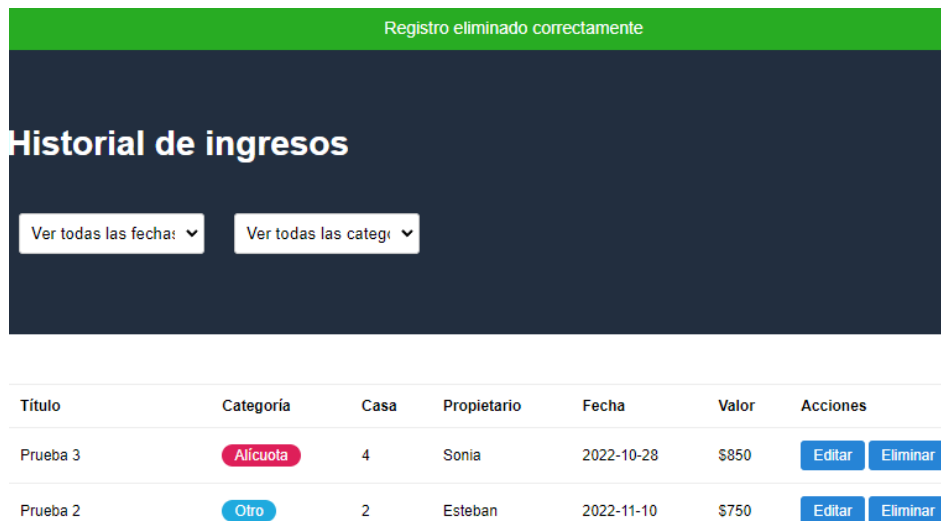 Registro eliminado correctamente
Historial de ingresos
Ver todas las fechas Ver todas las catego
Título Categoría Casa Propietario Fecha Valor Acciones
Prueba 3 Alícuota 4 Sonia 2022-10-28 $850 Editar Eliminar
Prueba 2 Otro 2 Esteban 2022-11-10 $750 Editar Eliminar